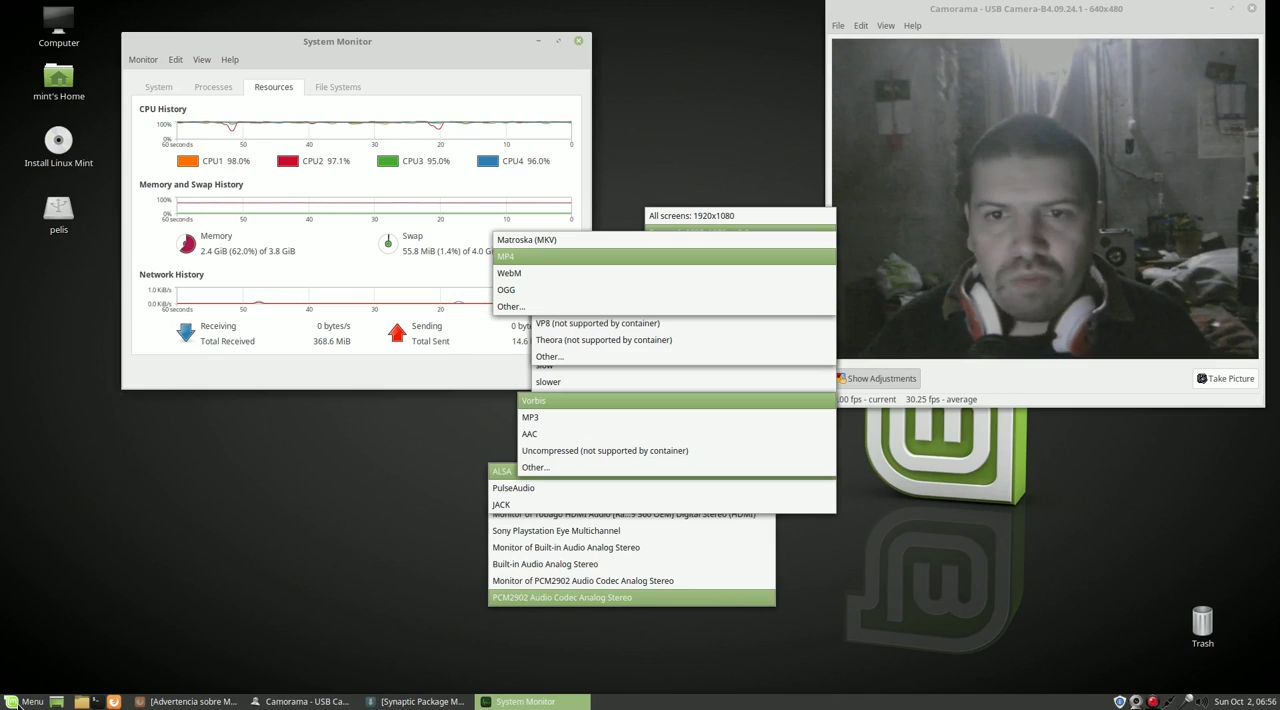 Computer
mint's Home
Install Linux Mint
pelis
System Monitor
Monitor Edit View Help
System Processes Resources File Systems
CPU History
100%
0%
60 seconds 50 40 30 20 10 0
CPU1 98.0% CPU2 97.1% CPU3 95.0% CPU4 96.0%
Memory and Swap History
100%
0%
60 seconds 50 40 30 20 10 0
Memory
2.4 GiB (62.0%) of 3.8 GiB
Swap
55.8 MiB (1.4%) of 4.0 G
Network History
1.0 KiB/s
0.0 KiB/s
60 seconds 50 40 30 20
Receiving 0 bytes/s
Total Received 368.6 MiB
Sending 0 byte
Total Sent 14.6
Camorama - USB Camera-B4.09.24.1 - 640x480
File Edit View Help
Show Adjustments
Take Picture
.00 fps - current 30.25 fps - average
All screens: 1920x1080
Matroska (MKV)
MP4
WebM
OGG
Other...
VP8 (not supported by container)
Theora (not supported by container)
Other...
slow
slower
Vorbis
MP3
AAC
Uncompressed (not supported by container)
Other...
ALSA
PulseAudio
JACK
Sony Playstation Eye Multichannel
Monitor of Built-in Audio Analog Stereo
Built-in Audio Analog Stereo
Monitor of PCM2902 Audio Codec Analog Stereo
PCM2902 Audio Codec Analog Stereo
Trash
Menu
[Advertencia sobre M...
Camorama - USB Ca...
[Synaptic Package M...
System Monitor
Sun Oct 2, 06:56